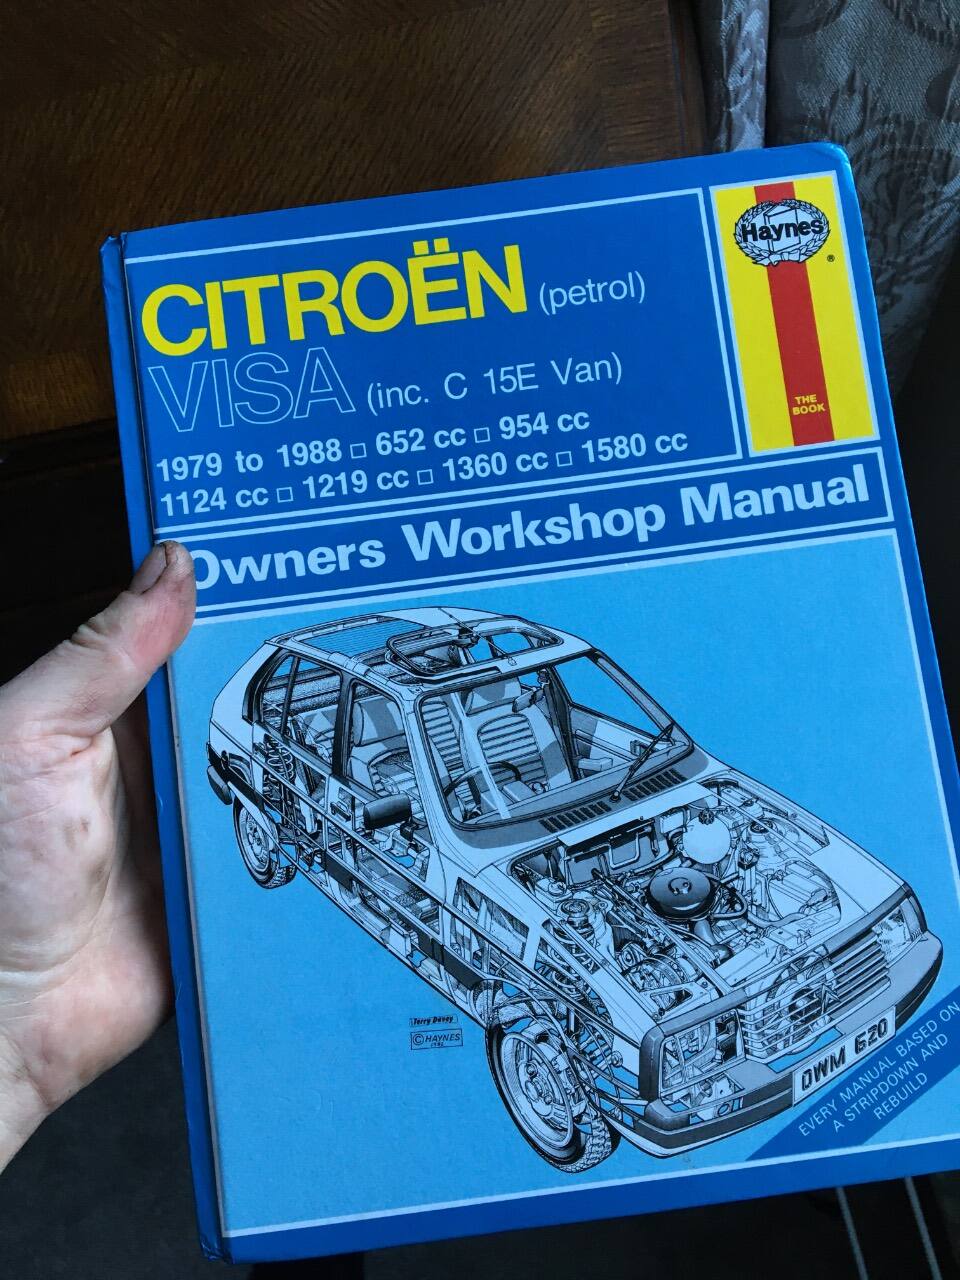 Haynes
®
CITROËN (petrol)
VISA (inc. C 15E Van)
THE
BOOK
1979 to 1988 □ 652 cc □ 954 cc
1124 cc □ 1219 cc □ 1360 cc □ 1580 cc
Owners Workshop Manual
Terry Davey
© HAYNES
OWM 620
EVERY MANUAL BASED ON
A STRIPDOWN AND
REBUILD